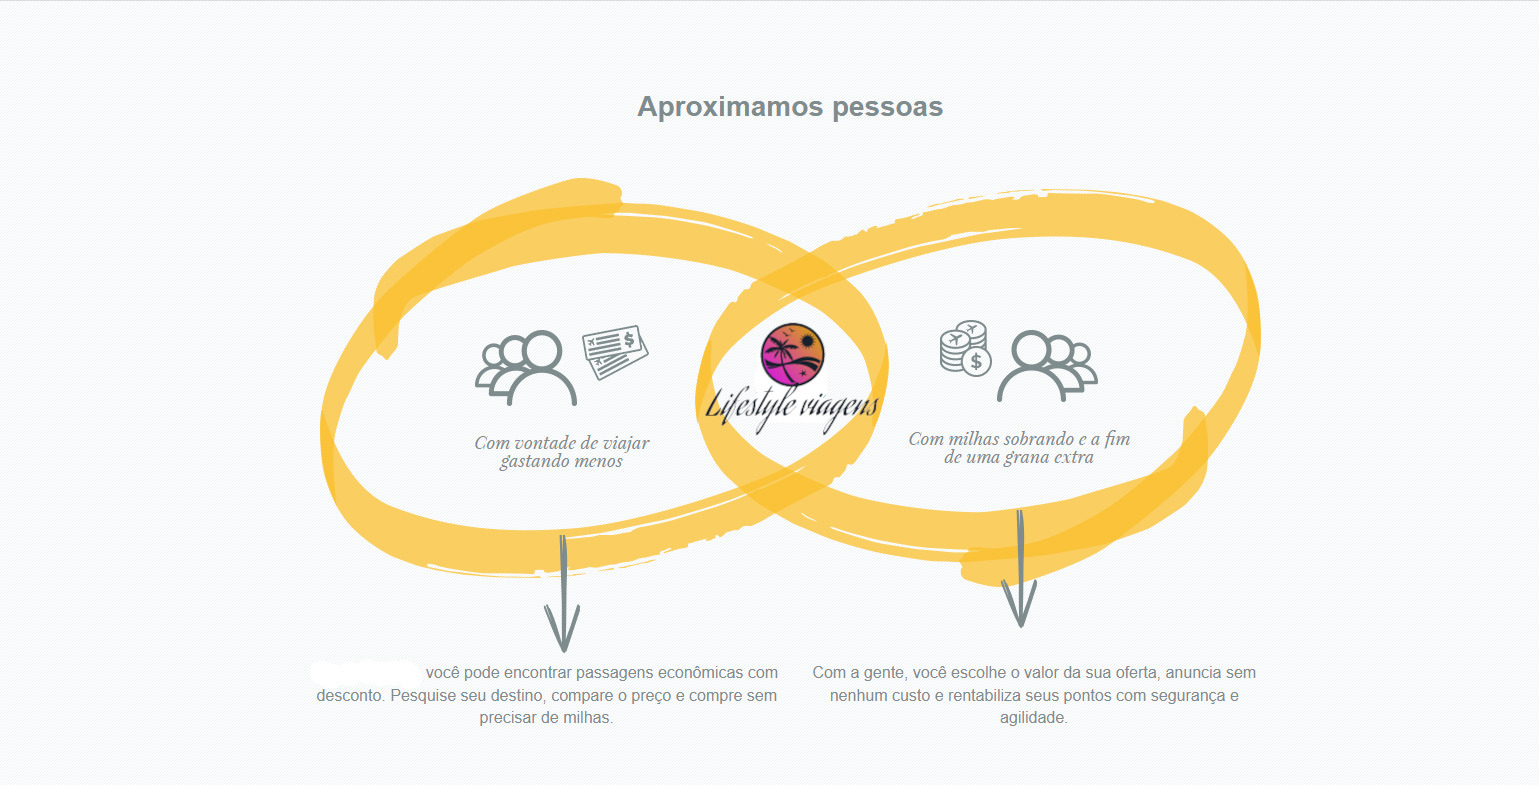 Aproximamos pessoas
$
$
Lifestyle viagens
Com vontade de viajar
gastando menos
Com milhas sobrando e a fim
de uma grana extra
você pode encontrar passagens econômicas com
desconto. Pesquise seu destino, compare o preço e compre sem
precisar de milhas.
Com a gente, você escolhe o valor da sua oferta, anuncia sem
nenhum custo e rentabiliza seus pontos com segurança e
agilidade.